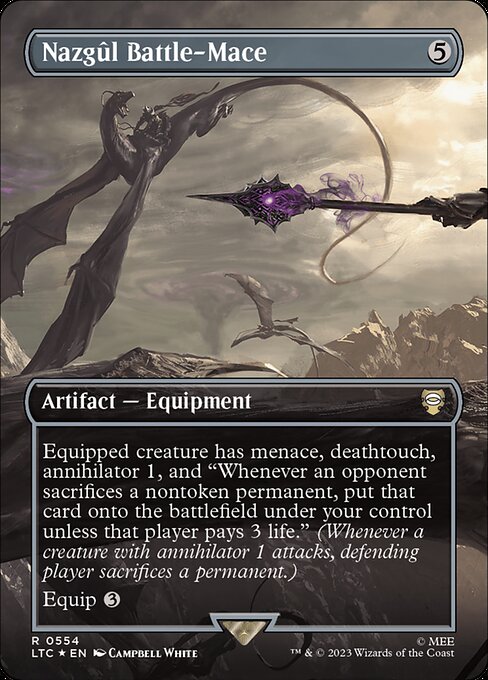 Nazgûl Battle-Mace 5
Artifact — Equipment
Equipped creature has menace, deathtouch,
annihilator 1, and “Whenever an opponent
sacrifices a nontoken permanent, put that
card onto the battlefield under your control
unless that player pays 3 life.” (Whenever a
creature with annihilator 1 attacks, defending
player sacrifices a permanent.)
Equip 3
R 0554
LTC ★ EN Campbell White
© MEE
™ & © 2023 Wizards of the Coast